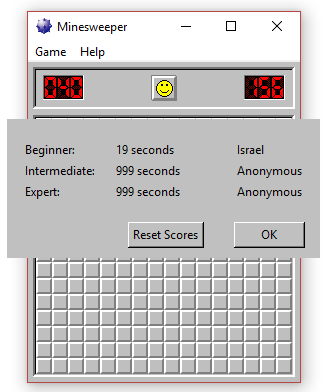 Minesweeper
Game Help
040 156
Beginner: 19 seconds Israel
Intermediate: 999 seconds Anonymous
Expert: 999 seconds Anonymous
Reset Scores OK